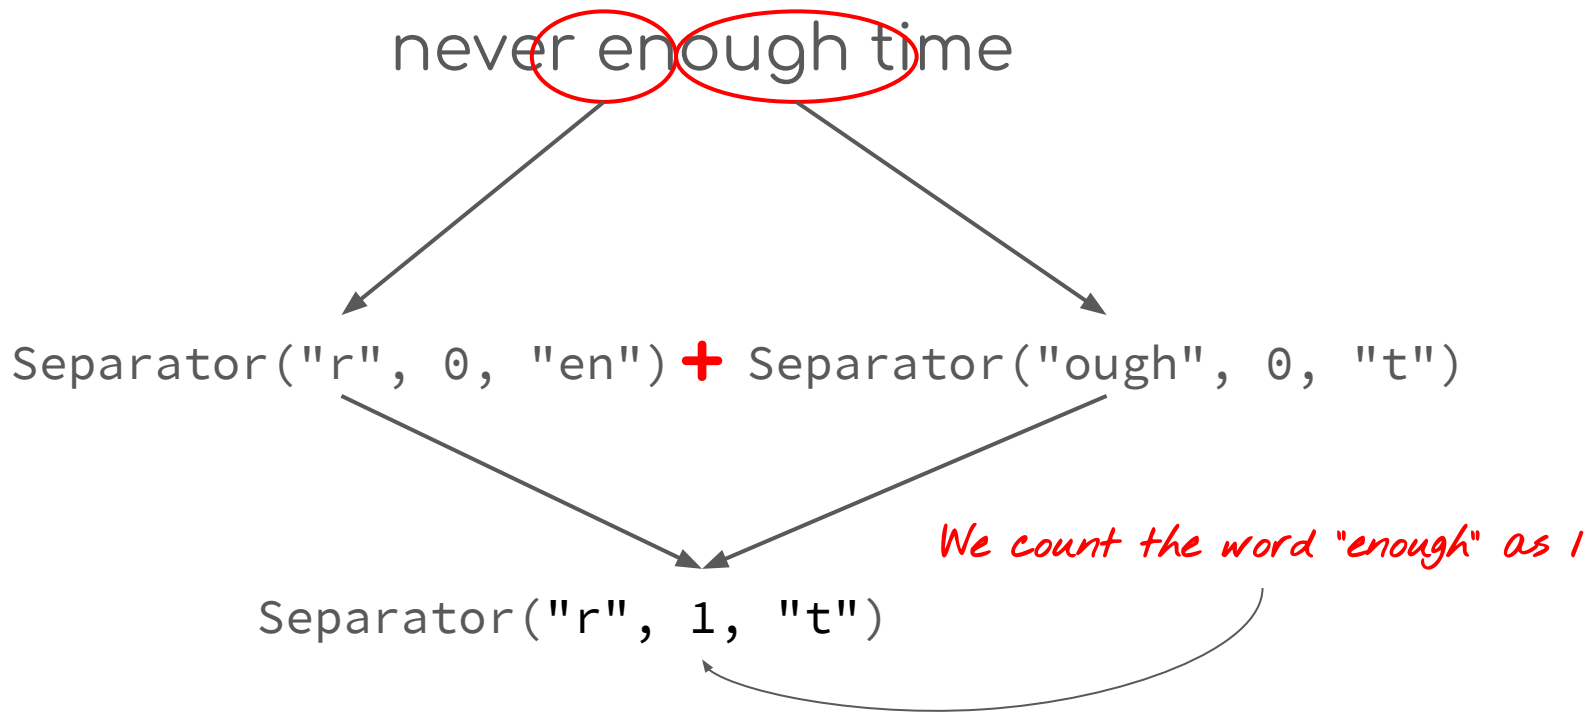 never enough time
Separator("r", 0, "en") + Separator("ough", 0, "t")
We count the word "enough" as 1
Separator("r", 1, "t")